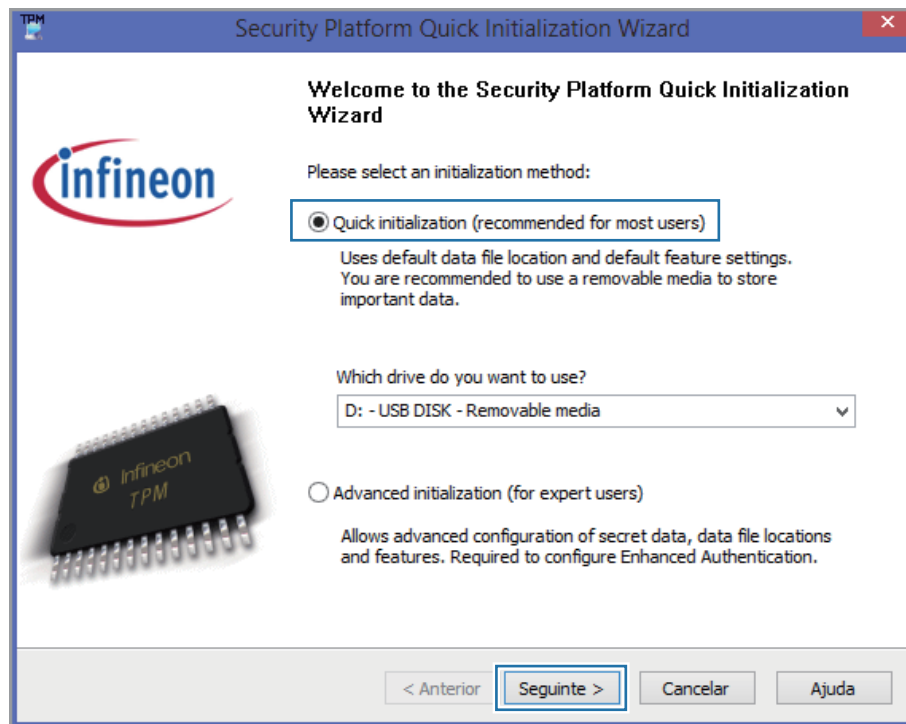 TPM
Security Platform Quick Initialization Wizard
Welcome to the Security Platform Quick Initialization
Wizard
infineon
Please select an initialization method:
Quick initialization (recommended for most users)
Uses default data file location and default feature settings.
You are recommended to use a removable media to store
important data.
Which drive do you want to use?
D: - USB DISK - Removable media
Infineon
TPM
Advanced initialization (for expert users)
Allows advanced configuration of secret data, data file locations
and features. Required to configure Enhanced Authentication.
< Anterior
Seguinte >
Cancelar
Ajuda